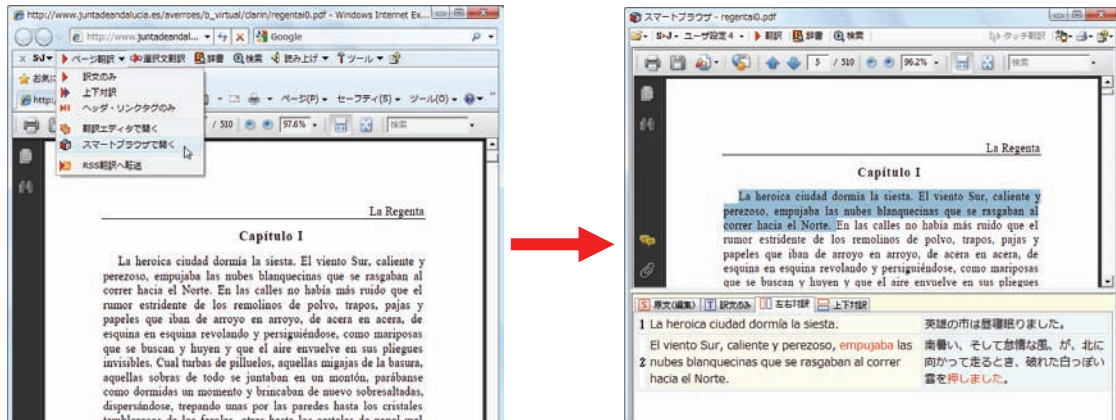 http://www.juntadeandalucia.es/averroes/b_virtual/clarin/regentai0.pdf - Windows Internet Ex...
http://www.juntadeandal...
Google
SJ
ページ翻訳
選択文翻訳
辞書
検索
読み上げ
ツール
訳文のみ
上下対訳
ヘッダ・リンクタグのみ
翻訳エディタで開く
スマートブラウザで開く
RSS翻訳へ転送
ページ(P)
セーフティ(S)
ツール(O)
/ 510
97.6%
検索
La Regenta
Capítulo I
La heroica ciudad dormía la siesta. El viento Sur, caliente y
perezoso, empujaba las nubes blanquecinas que se rasgaban al
correr hacia el Norte. En las calles no había más ruido que el
rumor estridente de los remolinos de polvo, trapos, pajas y
papeles que iban de arroyo en arroyo, de acera en acera, de
esquina en esquina revolando y persiguiéndose, como mariposas
que se buscan y huyen y que el aire envuelve en sus pliegues
invisibles. Cual turbas de pilluelos, aquellas migajas de la basura,
aquellas sobras de todo se juntaban en un montón, parábanse
como dormidas un momento y brincaban de nuevo sobresaltadas,
dispersándose, trepando unas por las paredes hasta los cristales
スマートブラウザ - regentai0.pdf
S›J - ユーザ設定4
翻訳
辞書
検索
タッチ翻訳
5 / 510
96.2%
検索
La Regenta
Capítulo I
La heroica ciudad dormía la siesta. El viento Sur, caliente y
perezoso, empujaba las nubes blanquecinas que se rasgaban al
correr hacia el Norte. En las calles no había más ruido que el
rumor estridente de los remolinos de polvo, trapos, pajas y
papeles que iban de arroyo en arroyo, de acera en acera, de
esquina en esquina revolando y persiguiéndose, como mariposas
que se buscan y huyen y que el aire envuelve en sus pliegues
S 原文(編集) T 訳文のみ 左右対訳 上下対訳
1 La heroica ciudad dormía la siesta.
英雄の市は昼寝眠りました。
2 El viento Sur, caliente y perezoso, empujaba las
nubes blanquecinas que se rasgaban al correr
hacia el Norte.
南暑い、そして怠惰な風、が、北に
向かって走るとき、破れた白っぽい
雲を押しました。